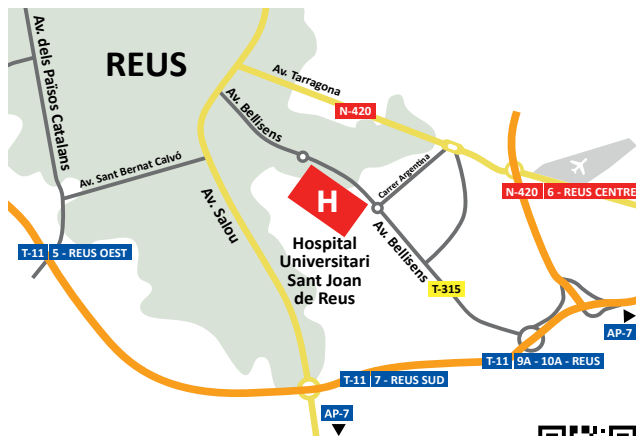 REUS
Av. dels Països Catalans
Av. Tarragona
N-420
Av. Bellisens
Av. Sant Bernat Calvó
Carrer Argentina
N-420 6 - REUS CENTRE
H
Av. Salou
Hospital
Universitari
Sant Joan
de Reus
Av. Bellisens
T-11 5 - REUS OEST
T-315
AP-7
T-11 9A - 10A - REUS
T-11 7 - REUS SUD
AP-7